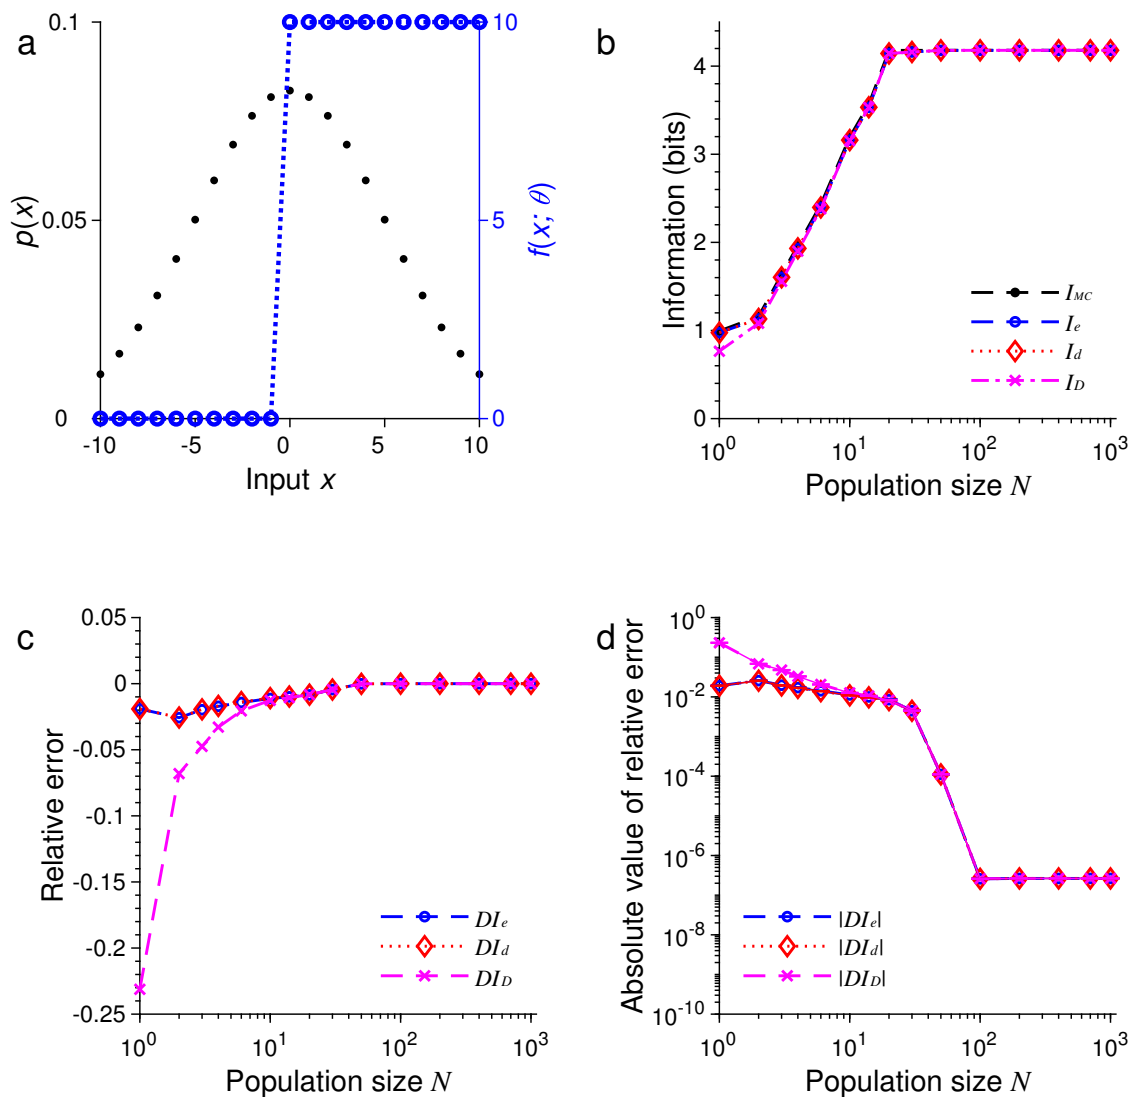 a
0.1
0.05
0
p(x)
-10
-5
0
5
10
Input x
10
5
0
f(x; θ)
b
4
3
2
1
0
Information (bits)
I_MC
I_e
I_d
I_D
10^0
10^1
10^2
10^3
Population size N
c
0.05
0
-0.05
-0.1
-0.15
-0.2
-0.25
Relative error
DI_e
DI_d
DI_D
10^0
10^1
10^2
10^3
Population size N
d
10^0
10^-2
10^-4
10^-6
10^-8
10^-10
Absolute value of relative error
|DI_e|
|DI_d|
|DI_D|
10^0
10^1
10^2
10^3
Population size N